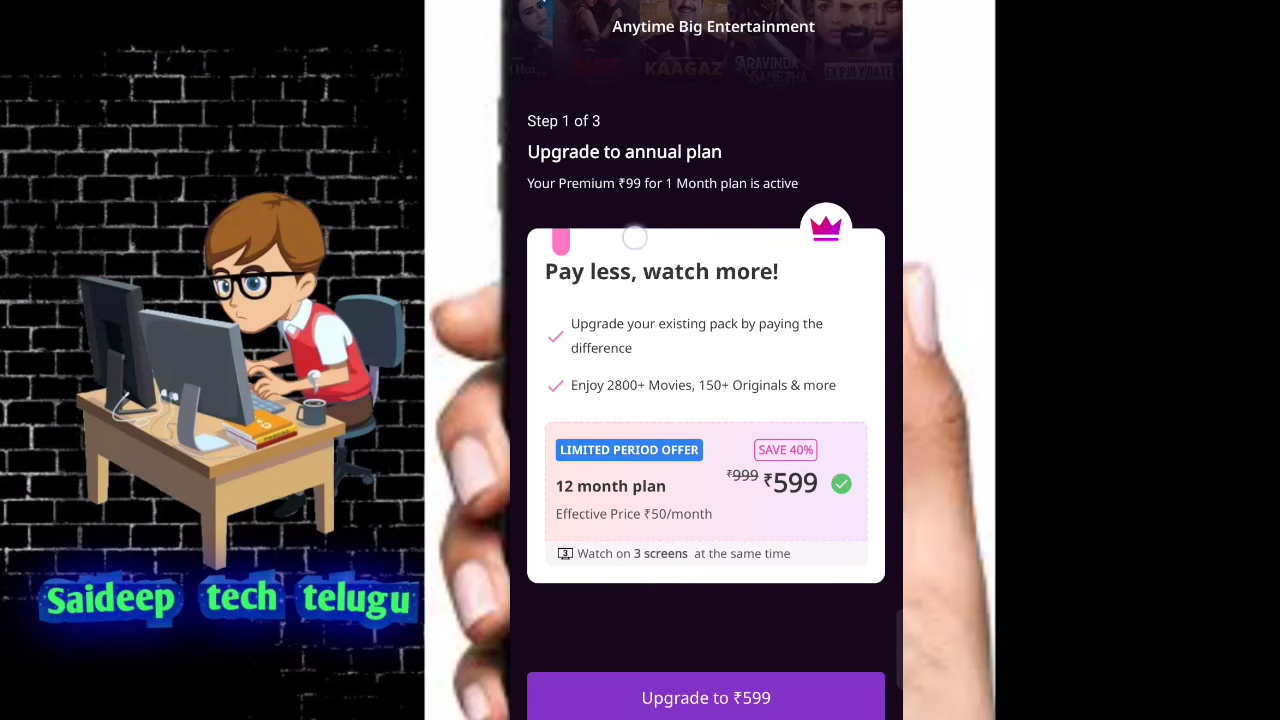 Anytime Big Entertainment
KAAGAZ
ARAVINDA
SAMETHA
EXPIRY DATE
Step 1 of 3
Upgrade to annual plan
Your Premium ₹99 for 1 Month plan is active
Pay less, watch more!
Upgrade your existing pack by paying the
difference
Enjoy 2800+ Movies, 150+ Originals & more
LIMITED PERIOD OFFER
SAVE 40%
₹999 ₹599
12 month plan
Effective Price ₹50/month
3 Watch on 3 screens at the same time
Upgrade to ₹599
Saideep tech telugu